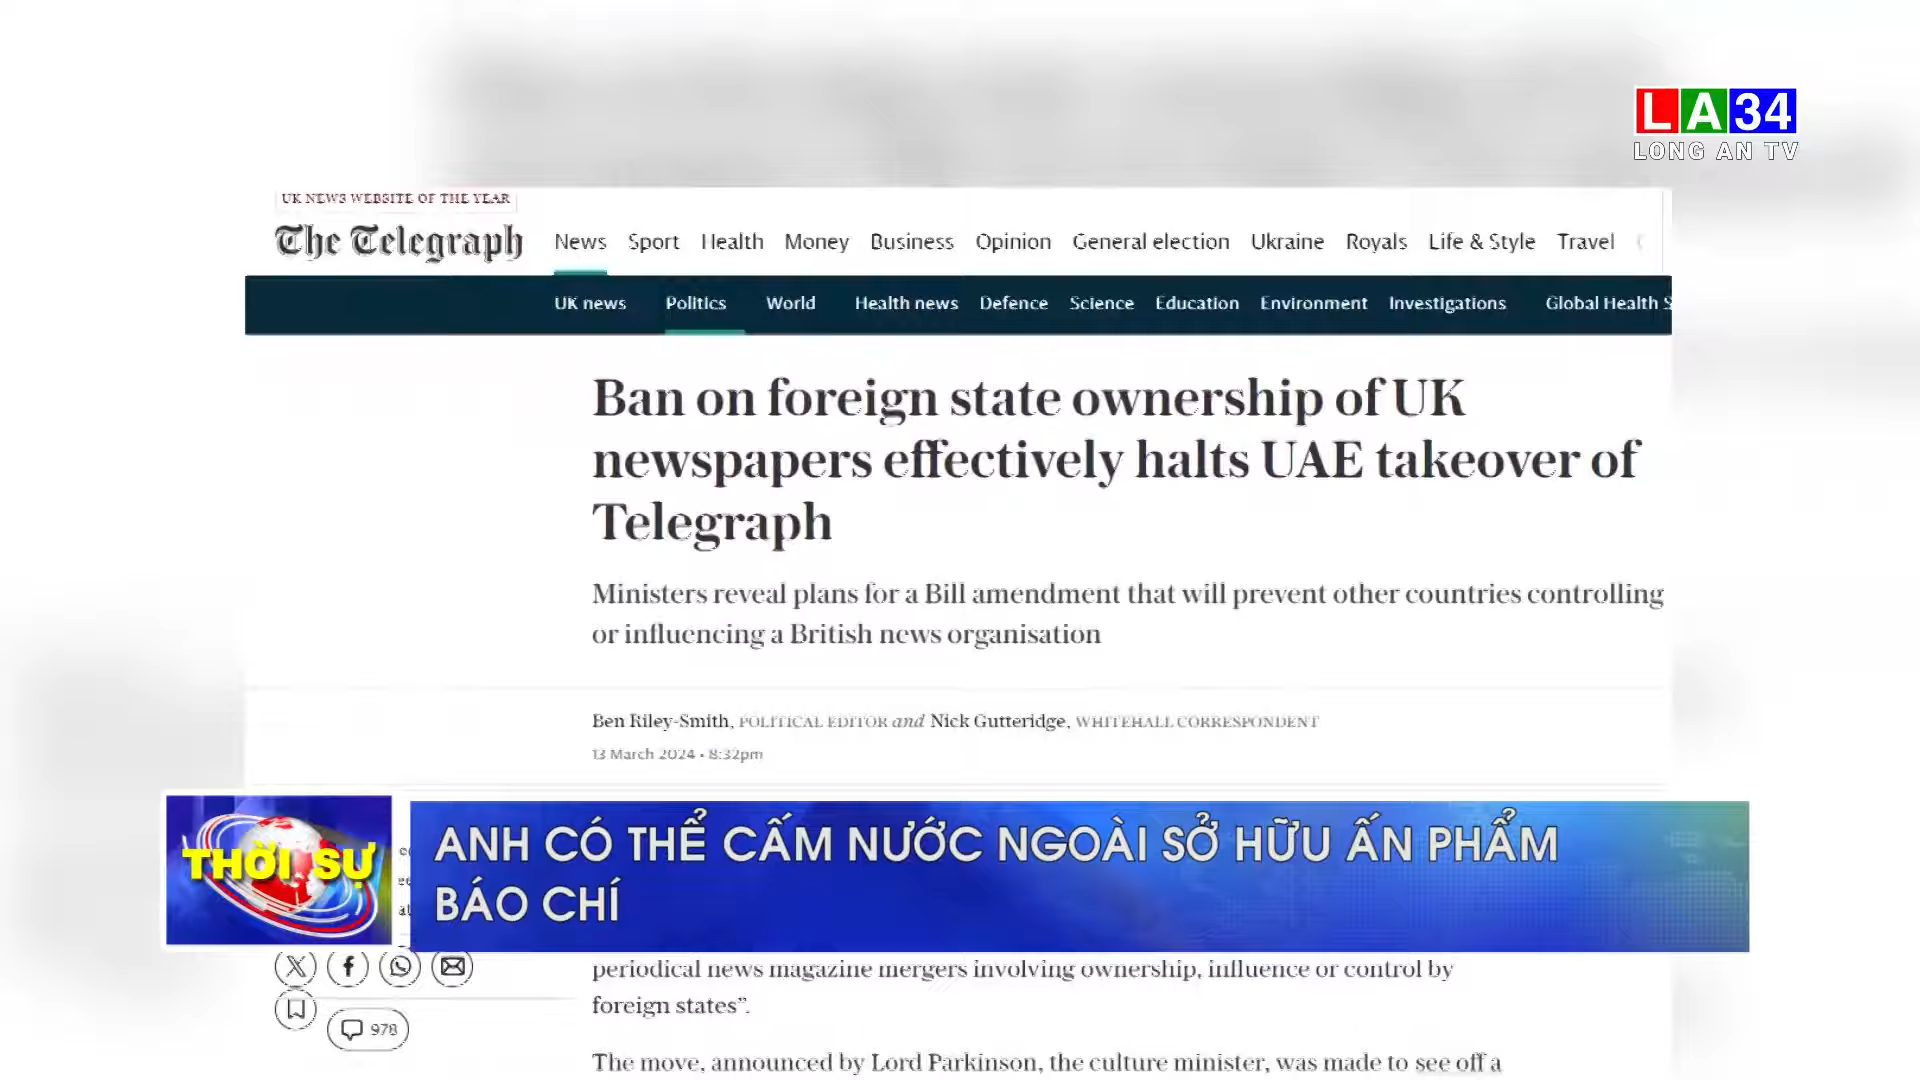 LA34
LONG AN TV
UK NEWS WEBSITE OF THE YEAR
The Telegraph
News Sport Health Money Business Opinion General election Ukraine Royals Life & Style Travel
UK news Politics World Health news Defence Science Education Environment Investigations Global Health S
Ban on foreign state ownership of UK
newspapers effectively halts UAE takeover of
Telegraph
Ministers reveal plans for a Bill amendment that will prevent other countries controlling
or influencing a British news organisation
Ben Riley-Smith, POLITICAL EDITOR and Nick Gutteridge, WHITEHALL CORRESPONDENT
13 March 2024 • 8:32pm
THỜI SỰ
ANH CÓ THỂ CẤM NƯỚC NGOÀI SỞ HỮU ẤN PHẨM
BÁO CHÍ
periodical news magazine mergers involving ownership, influence or control by
foreign states”.
978
The move, announced by Lord Parkinson, the culture minister, was made to see off a